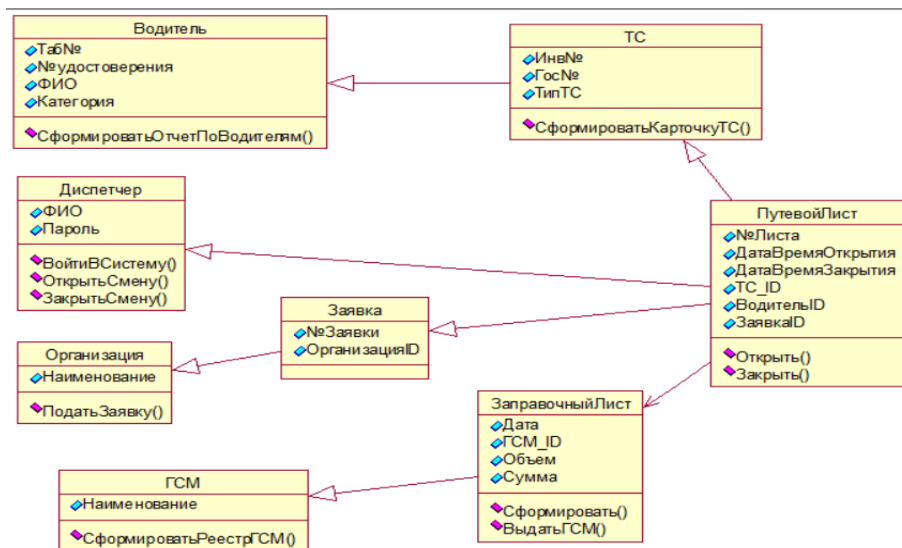 Водитель
Таб№
№удостоверения
ФИО
Категория
СформироватьОтчетПоВодителям()
ТС
Инв№
Гос№
ТипТС
СформироватьКарточкуТС()
Диспетчер
ФИО
Пароль
ВойтиВСистему()
ОткрытьСмену()
ЗакрытьСмену()
ПутевойЛист
№Листа
ДатаВремяОткрытия
ДатаВремяЗакрытия
ТС_ID
ВодительID
ЗаявкаID
Открыть()
Закрыть()
Заявка
№Заявки
ОрганизацияID
Организация
Наименование
ПодатьЗаявку()
ЗаправочныйЛист
Дата
ГСМ_ID
Объем
Сумма
Сформировать()
ВыдатьГСМ()
ГСМ
Наименование
СформироватьРеестрГСМ()